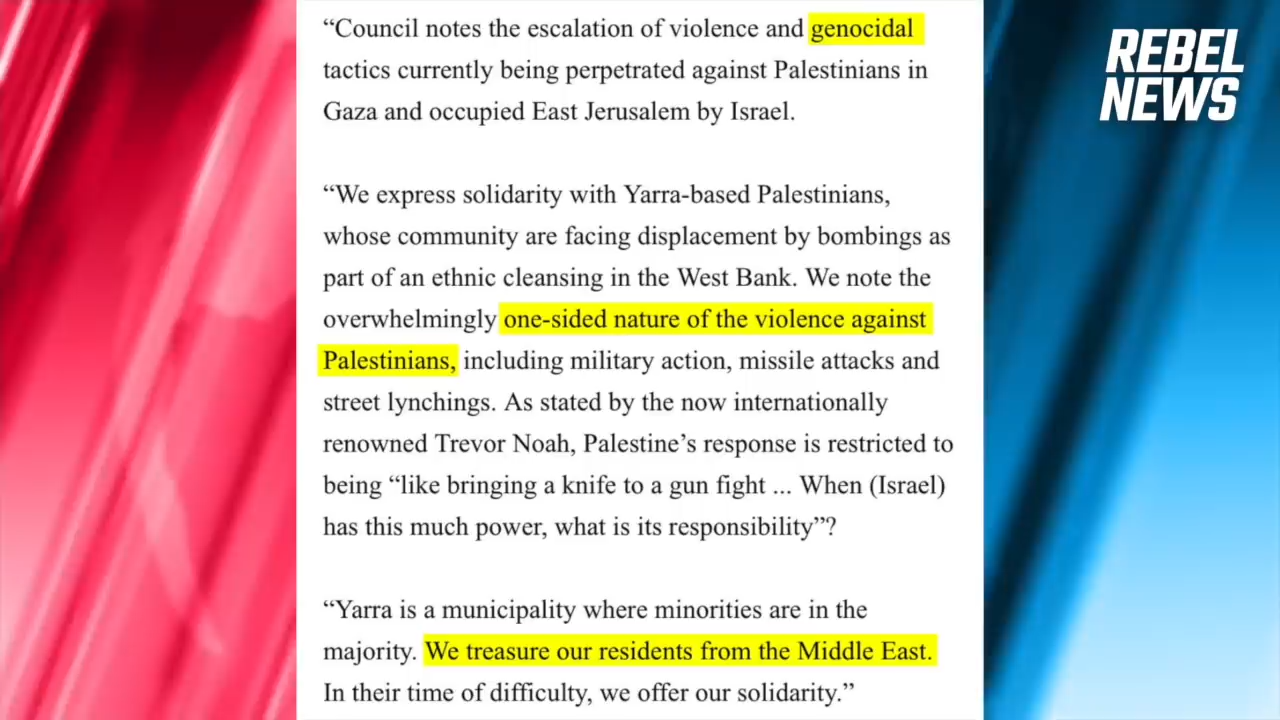 “Council notes the escalation of violence and genocidal
tactics currently being perpetrated against Palestinians in
Gaza and occupied East Jerusalem by Israel.
“We express solidarity with Yarra-based Palestinians,
whose community are facing displacement by bombings as
part of an ethnic cleansing in the West Bank. We note the
overwhelmingly one-sided nature of the violence against
Palestinians, including military action, missile attacks and
street lynchings. As stated by the now internationally
renowned Trevor Noah, Palestine’s response is restricted to
being “like bringing a knife to a gun fight ... When (Israel)
has this much power, what is its responsibility”?
“Yarra is a municipality where minorities are in the
majority. We treasure our residents from the Middle East.
In their time of difficulty, we offer our solidarity.”
REBEL
NEWS